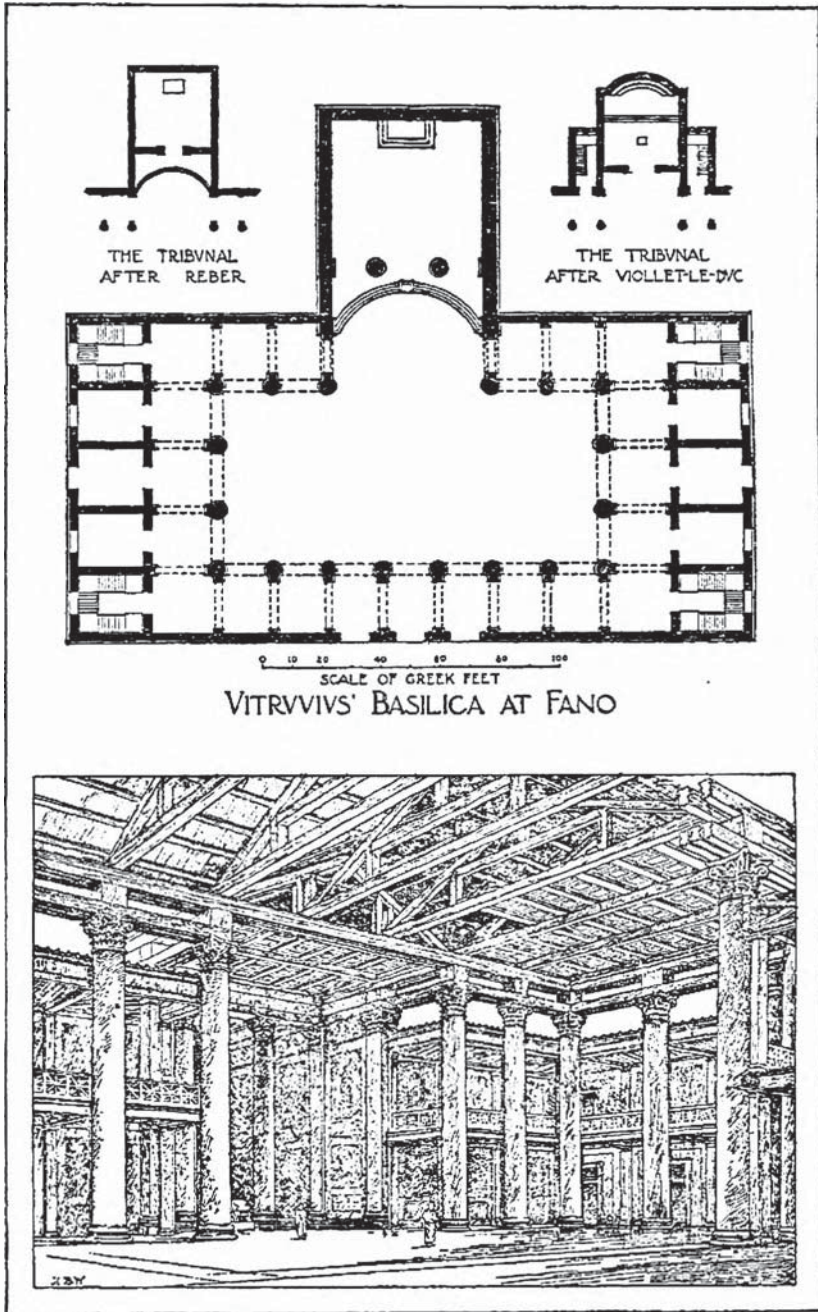 THE TRIBVNAL
AFTER REBER
THE TRIBVNAL
AFTER VIOLLET-LE-DVC
0 10 20 40 60 80 100
SCALE OF GREEK FEET
VITRVVIVS' BASILICA AT FANO